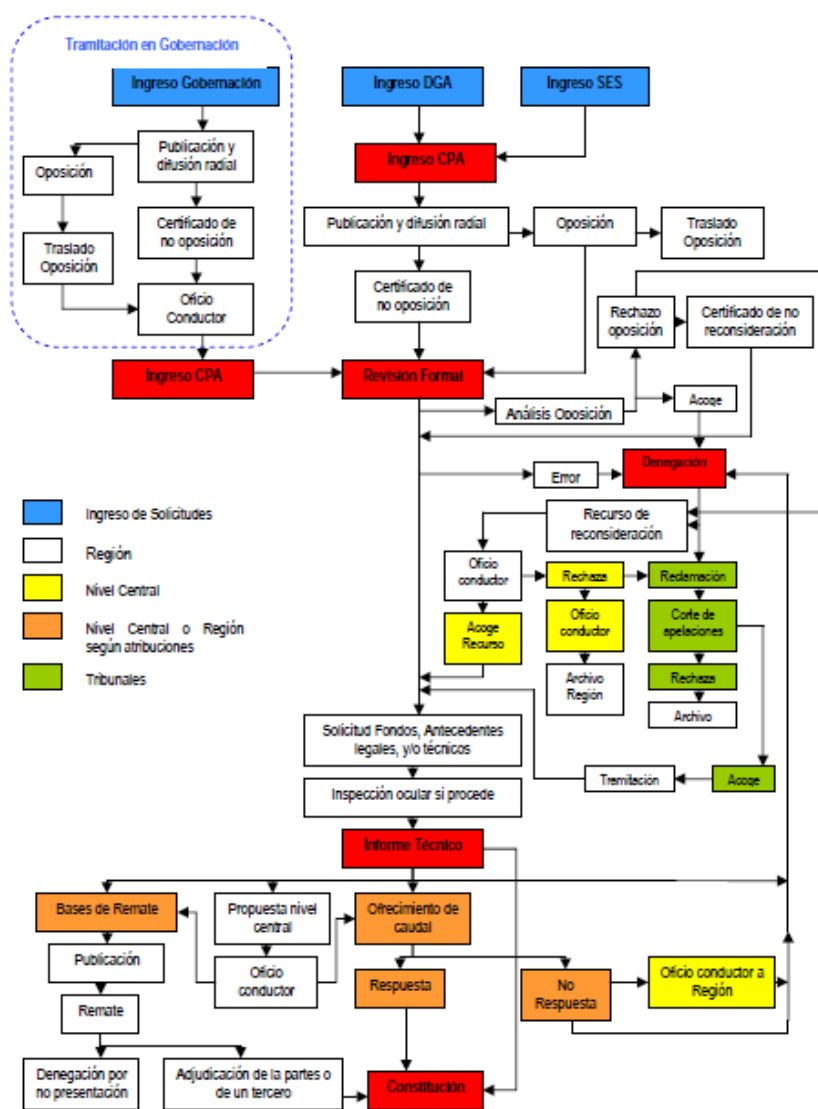 Tramitación en Gobernación
Ingreso Gobernación
Ingreso DGA
Ingreso SES
Ingreso CPA
Publicación y
difusión radial
Oposición
Publicación y difusión radial
Oposición
Traslado
Oposición
Certificado de
no oposición
Traslado
Oposición
Certificado de
no oposición
Oficio
Conductor
Rechazo
oposición
Certificado de no
reconsideración
Ingreso CPA
Revisión Formal
Análisis Oposición
Acoge
Denegación
Error
Ingreso de Solicitudes
Región
Nivel Central
Nivel Central o Región
según atribuciones
Tribunales
Recurso de
reconsideración
Oficio
conductor
Rechaza
Reclamación
Acoge
Recurso
Oficio
conductor
Corte de
apelaciones
Archivo
Región
Rechaza
Archivo
Solicitud Fondos, Antecedentes
legales, y/o técnicos
Tramitación
Acoge
Inspección ocular si procede
Informe Técnico
Bases de Remate
Propuesta nivel
central
Ofrecimiento de
caudal
Publicación
Oficio
conductor
Respuesta
No
Respuesta
Oficio conductor a
Región
Remate
Denegación por
no presentación
Adjudicación de la partes o
de un tercero
Constitución